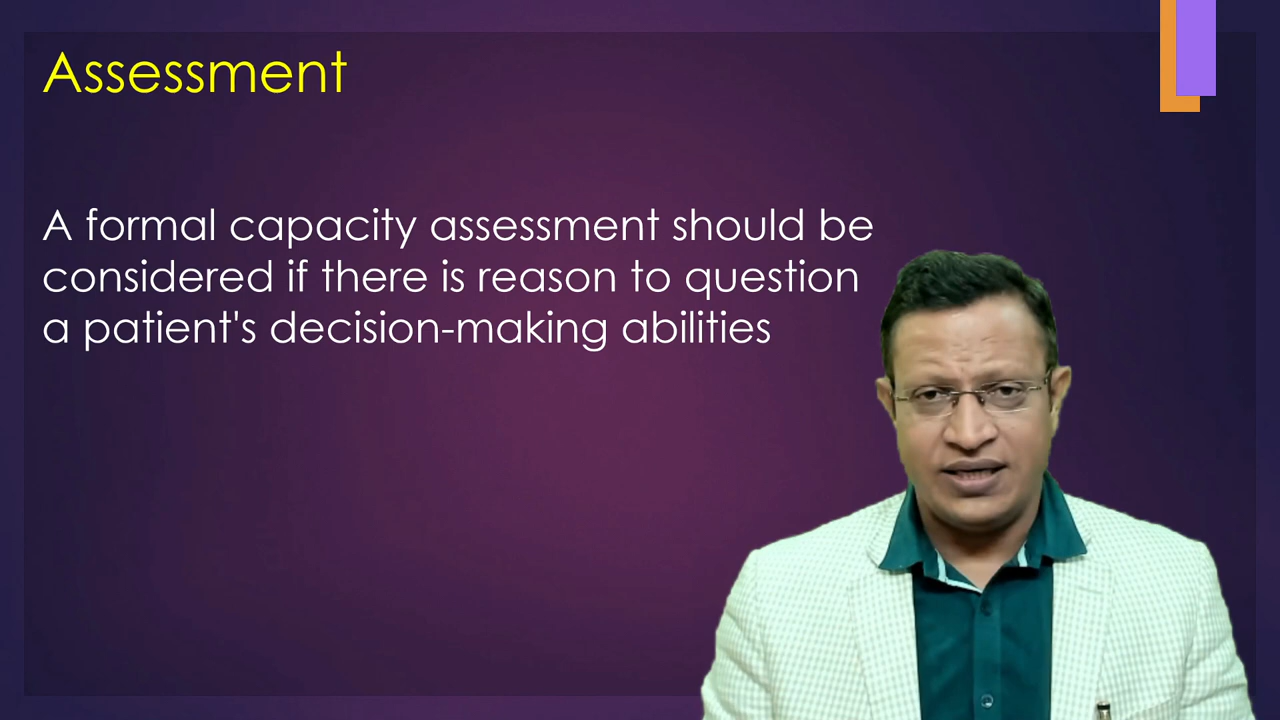 Assessment
A formal capacity assessment should be
considered if there is reason to question
a patient's decision-making abilities